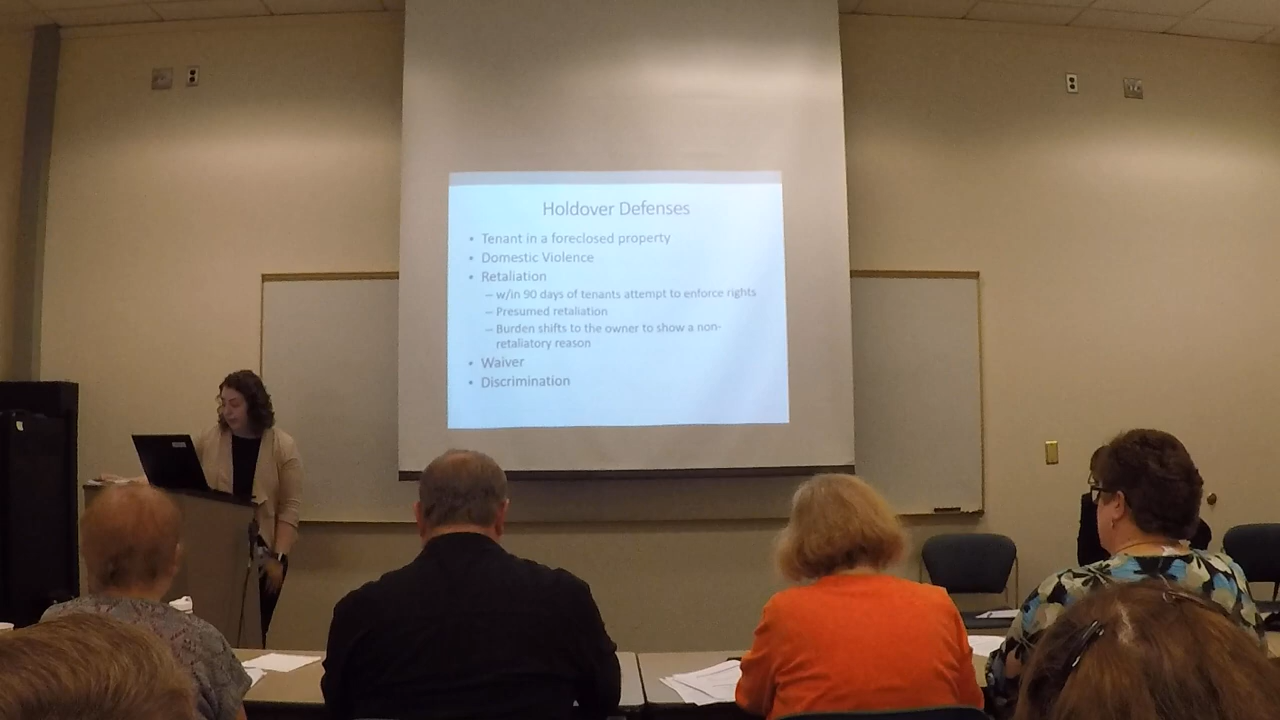 Holdover Defenses
• Tenant in a foreclosed property
• Domestic Violence
• Retaliation
– w/in 90 days of tenants attempt to enforce rights
– Presumed retaliation
– Burden shifts to the owner to show a non-
retaliatory reason
• Waiver
• Discrimination